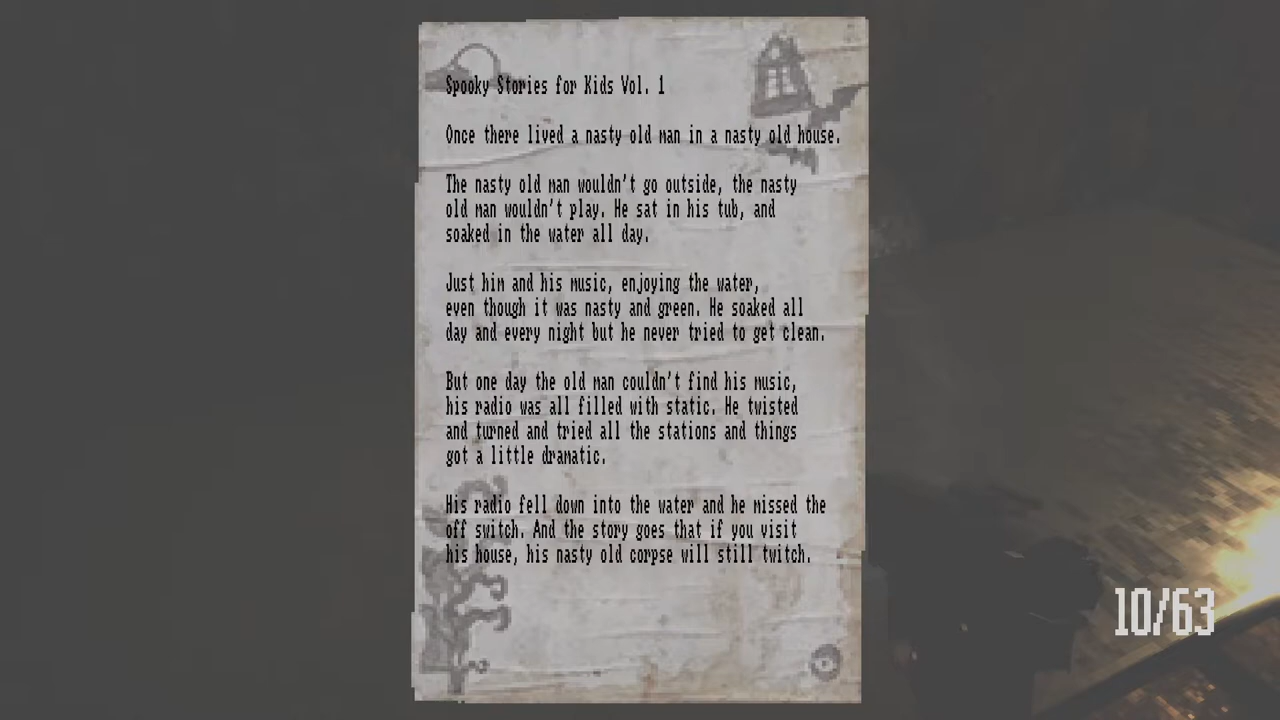 Spooky Stories for Kids Vol. 1
Once there lived a nasty old man in a nasty old house.
The nasty old man wouldn't go outside, the nasty
old man wouldn't play. He sat in his tub, and
soaked in the water all day.
Just him and his music, enjoying the water,
even though it was nasty and green. He soaked all
day and every night but he never tried to get clean.
But one day the old man couldn't find his music,
his radio was all filled with static. He twisted
and turned and tried all the stations and things
got a little dramatic.
His radio fell down into the water and he missed the
off switch. And the story goes that if you visit
his house, his nasty old corpse will still twitch.
10/63